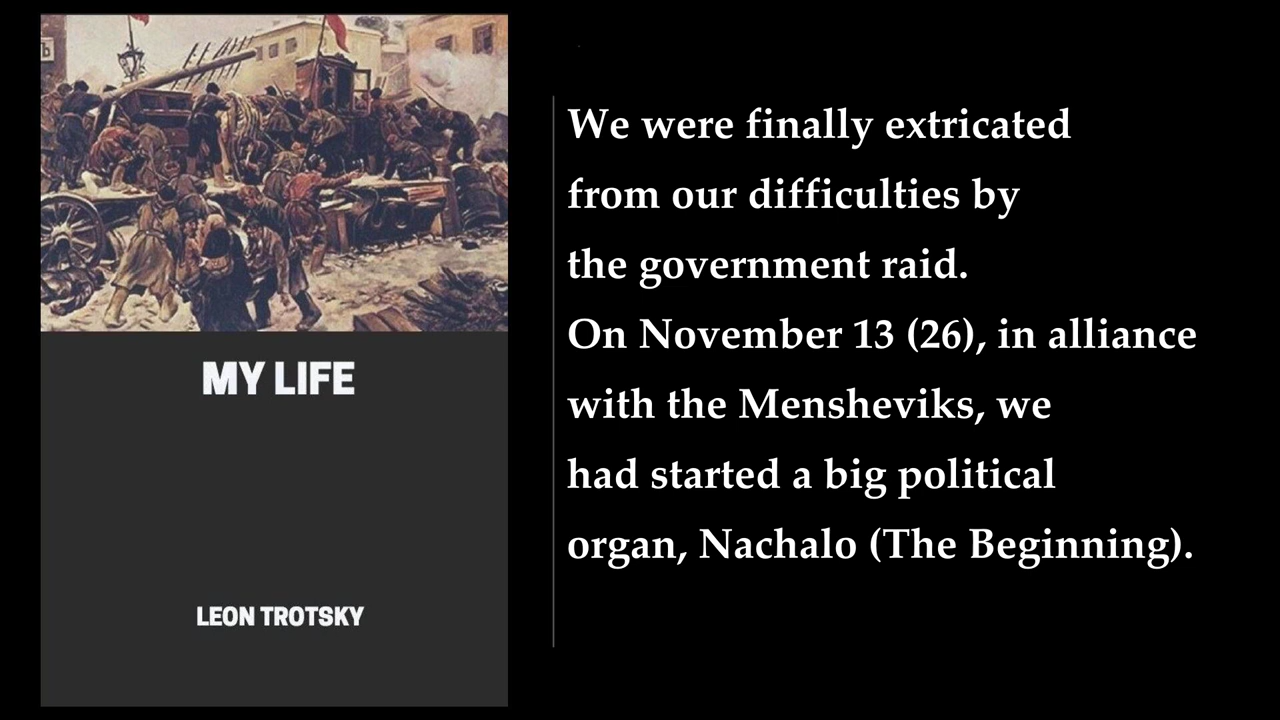 Ъ
MY LIFE
LEON TROTSKY
We were finally extricated
from our difficulties by
the government raid.
On November 13 (26), in alliance
with the Mensheviks, we
had started a big political
organ, Nachalo (The Beginning).